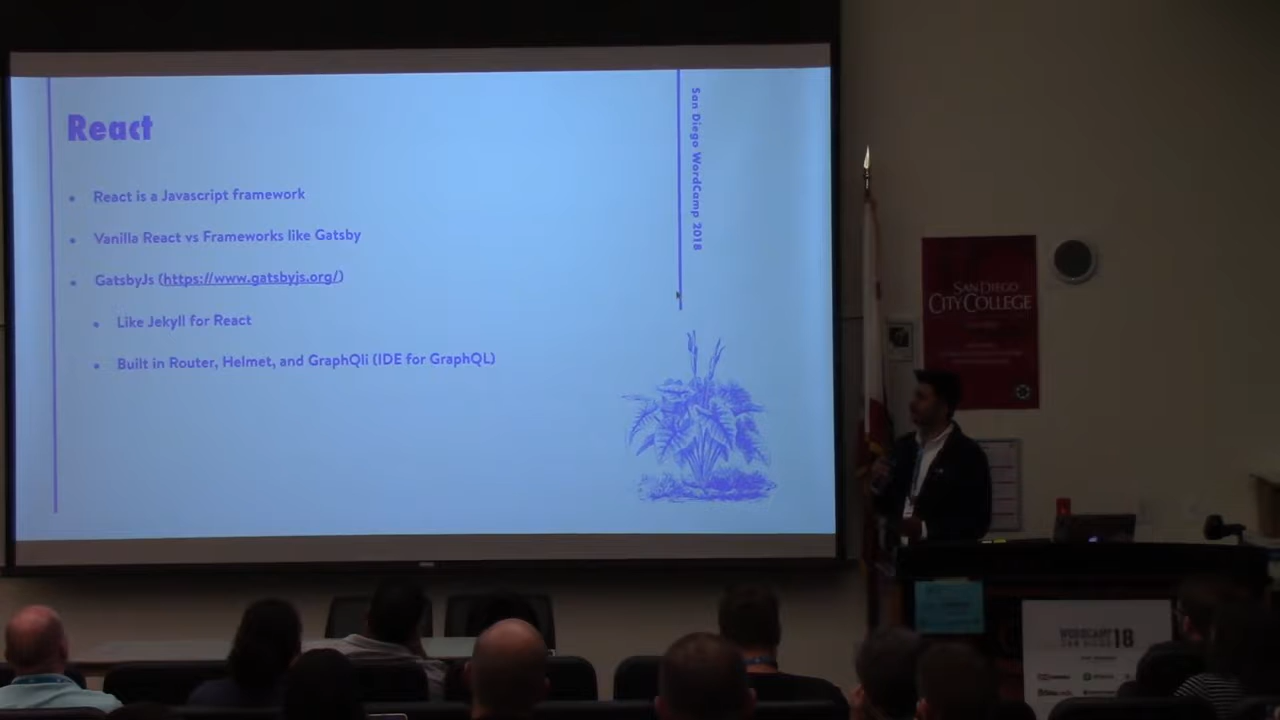 React
San Diego WordCamp 2018
React is a Javascript framework
Vanilla React vs Frameworks like Gatsby
GatsbyJs (https://www.gatsbyjs.org/)
Like Jekyll for React
Built in Router, Helmet, and GraphQli (IDE for GraphQL)
SAN DIEGO
CITY COLLEGE
WORDCAMP 18
SAN DIEGO